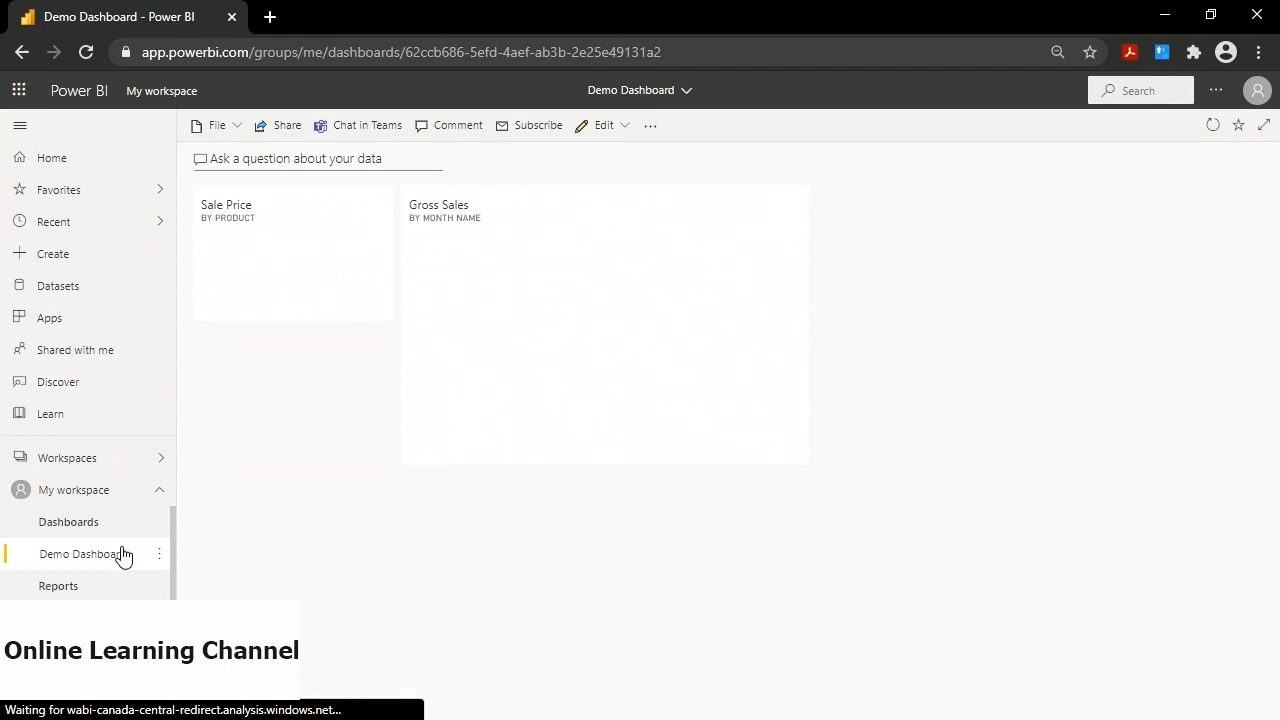 Demo Dashboard - Power BI
app.powerbi.com/groups/me/dashboards/62ccb686-5efd-4aef-ab3b-2e25e49131a2
Power BI My workspace Demo Dashboard Search
File Share Chat in Teams Comment Subscribe Edit
Home
Favorites
Recent
Create
Datasets
Apps
Shared with me
Discover
Learn
Workspaces
My workspace
Dashboards
Demo Dashboard
Reports
Ask a question about your data
Sale Price
BY PRODUCT
Gross Sales
BY MONTH NAME
Online Learning Channel
Waiting for wabi-canada-central-redirect.analysis.windows.net...